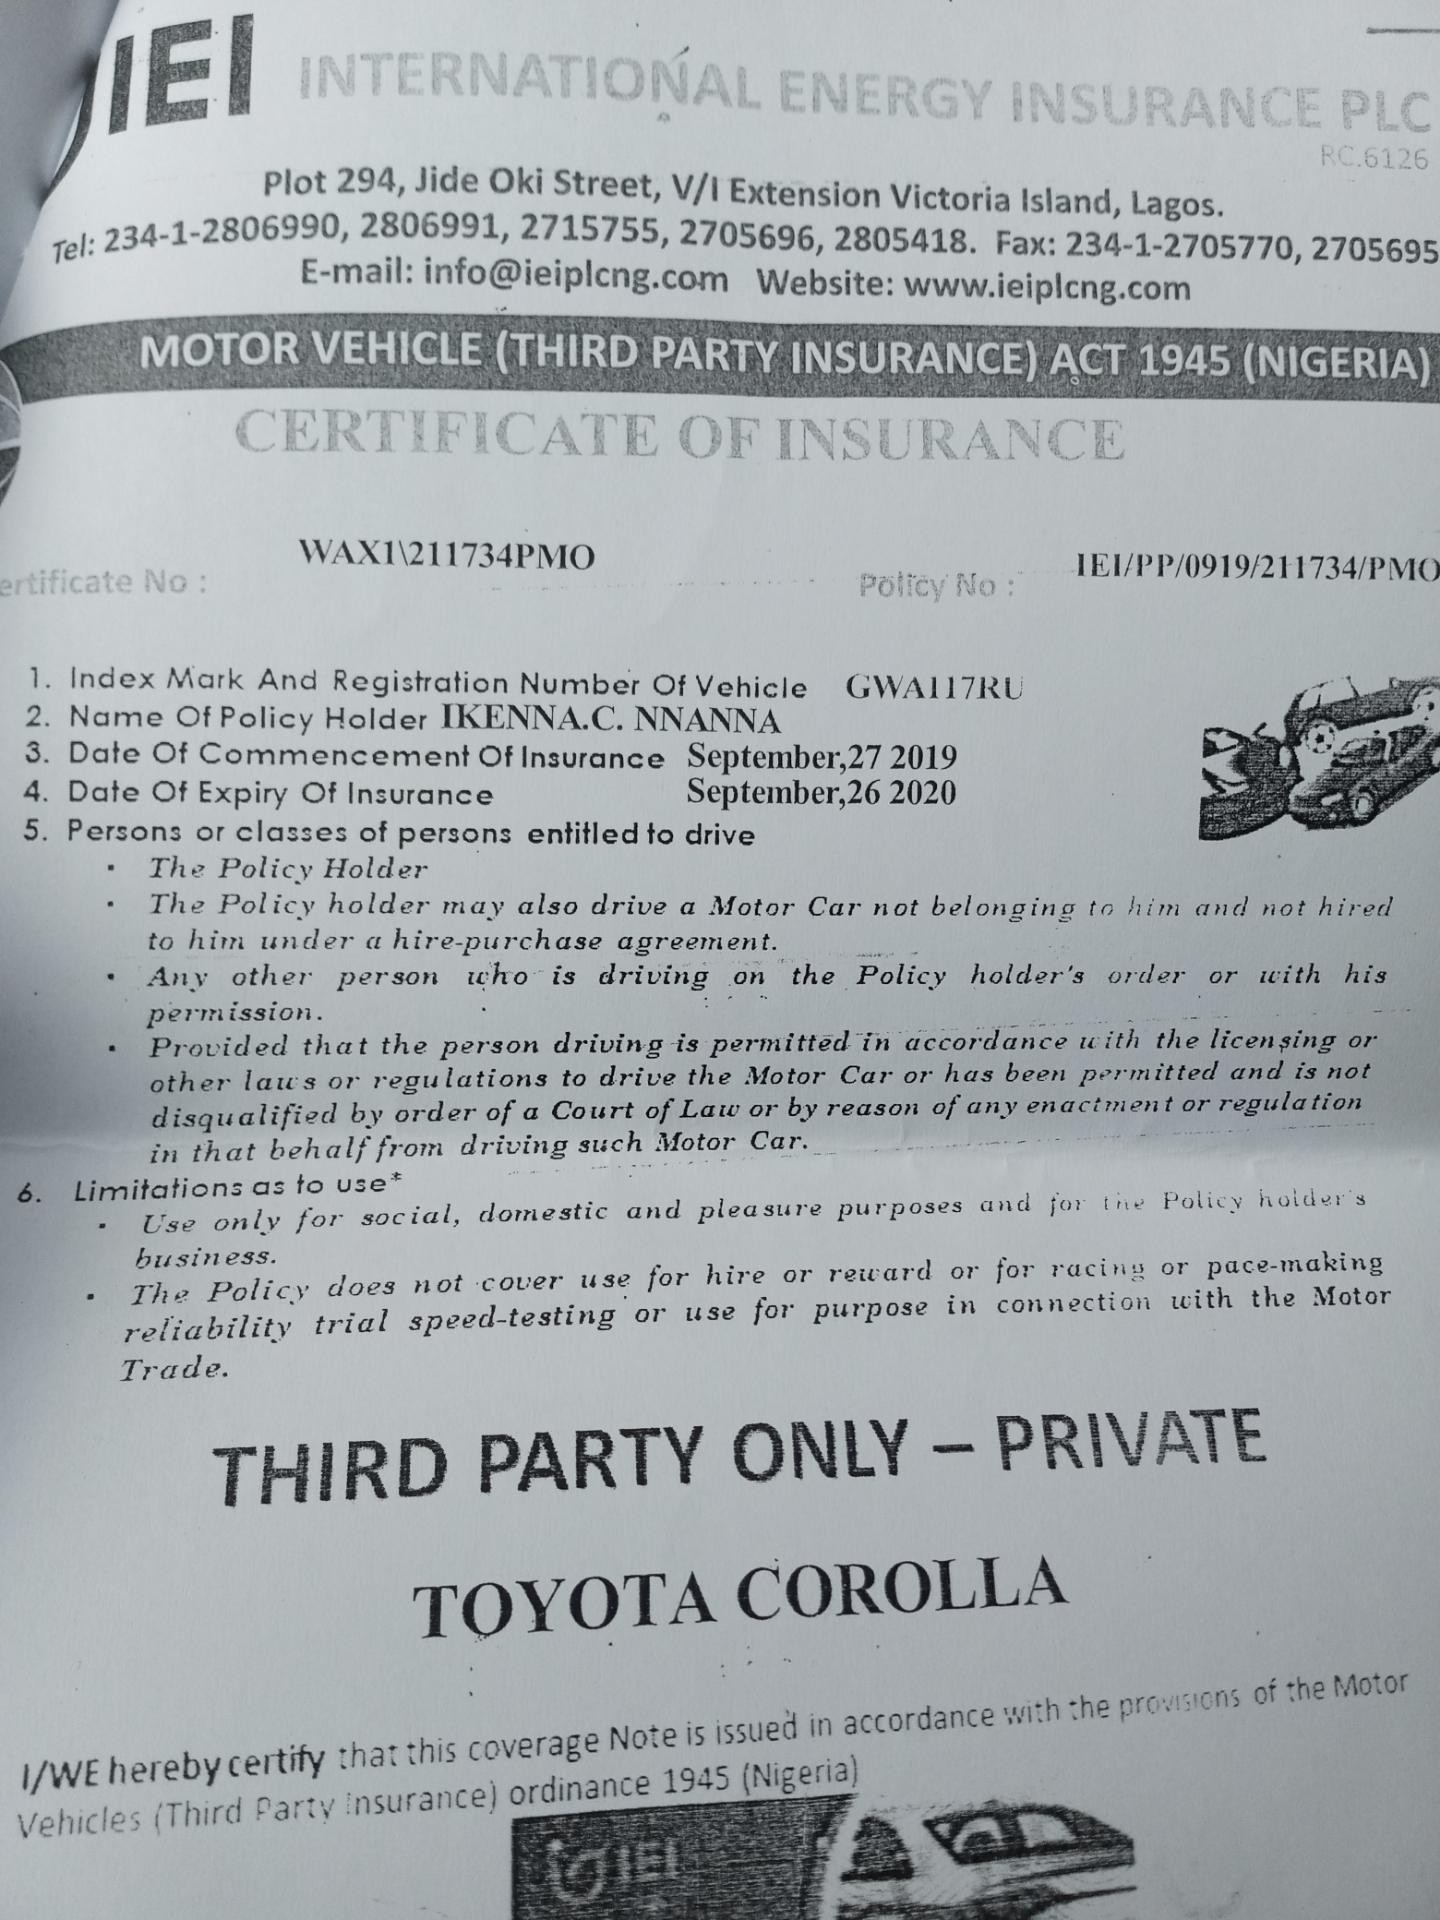 IEI INTERNATIONAL ENERGY INSURANCE PLC
RC.6126
Plot 294, Jide Oki Street, V/I Extension Victoria Island, Lagos.
Tel: 234-1-2806990, 2806991, 2715755, 2705696, 2805418. Fax: 234-1-2705770, 2705695
E-mail: info@ieiplcng.com Website: www.ieiplcng.com
MOTOR VEHICLE (THIRD PARTY INSURANCE) ACT 1945 (NIGERIA)
CERTIFICATE OF INSURANCE
ertificate No : WAX1\211734PMO Policy No : IEI/PP/0919/211734/PMO
1. Index Mark And Registration Number Of Vehicle GWA117RU
2. Name Of Policy Holder IKENNA.C. NNANNA
3. Date Of Commencement Of Insurance September,27 2019
4. Date Of Expiry Of Insurance September,26 2020
5. Persons or classes of persons entitled to drive
· The Policy Holder
· The Policy holder may also drive a Motor Car not belonging to him and not hired
to him under a hire-purchase agreement.
· Any other person who is driving on the Policy holder's order or with his
permission.
· Provided that the person driving is permitted in accordance with the licensing or
other laws or regulations to drive the Motor Car or has been permitted and is not
disqualified by order of a Court of Law or by reason of any enactment or regulation
in that behalf from driving such Motor Car.
6. Limitations as to use*
· Use only for social, domestic and pleasure purposes and for the Policy holder's
business.
· The Policy does not cover use for hire or reward or for racing or pace-making
reliability trial speed-testing or use for purpose in connection with the Motor
Trade.
THIRD PARTY ONLY – PRIVATE
TOYOTA COROLLA
I/WE hereby certify that this coverage Note is issued in accordance with the provisions of the Motor
Vehicles (Third Party Insurance) ordinance 1945 (Nigeria)
IEI